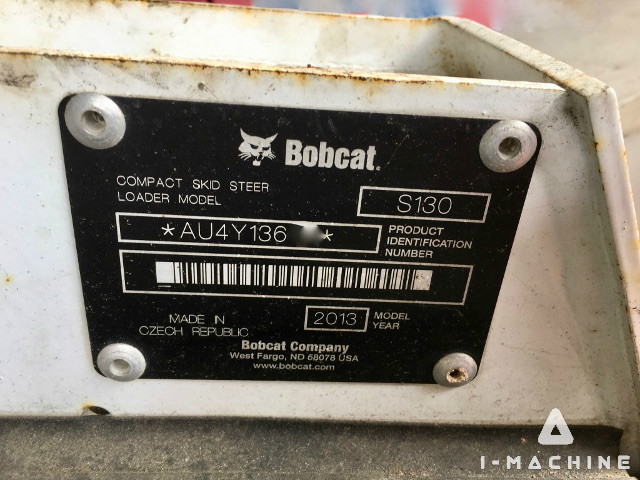 Bobcat.
COMPACT SKID STEER
LOADER MODEL
S130
*AU4Y136 *
PRODUCT
IDENTIFICATION
NUMBER
MADE IN
CZECH REPUBLIC
2013
MODEL
YEAR
Bobcat Company
West Fargo, ND 58078 USA
www.bobcat.com
I-MACHINE